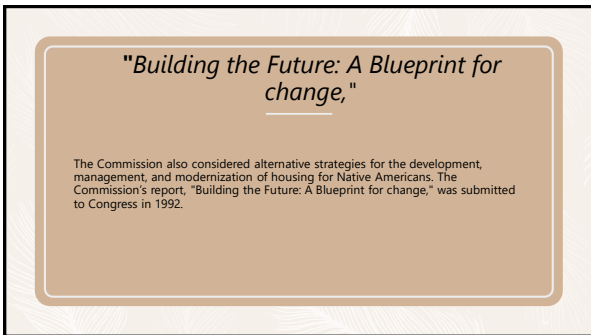 "Building the Future: A Blueprint for
change,"
The Commission also considered alternative strategies for the development,
management, and modernization of housing for Native Americans. The
Commission's report, "Building the Future: A Blueprint for change," was submitted
to Congress in 1992.